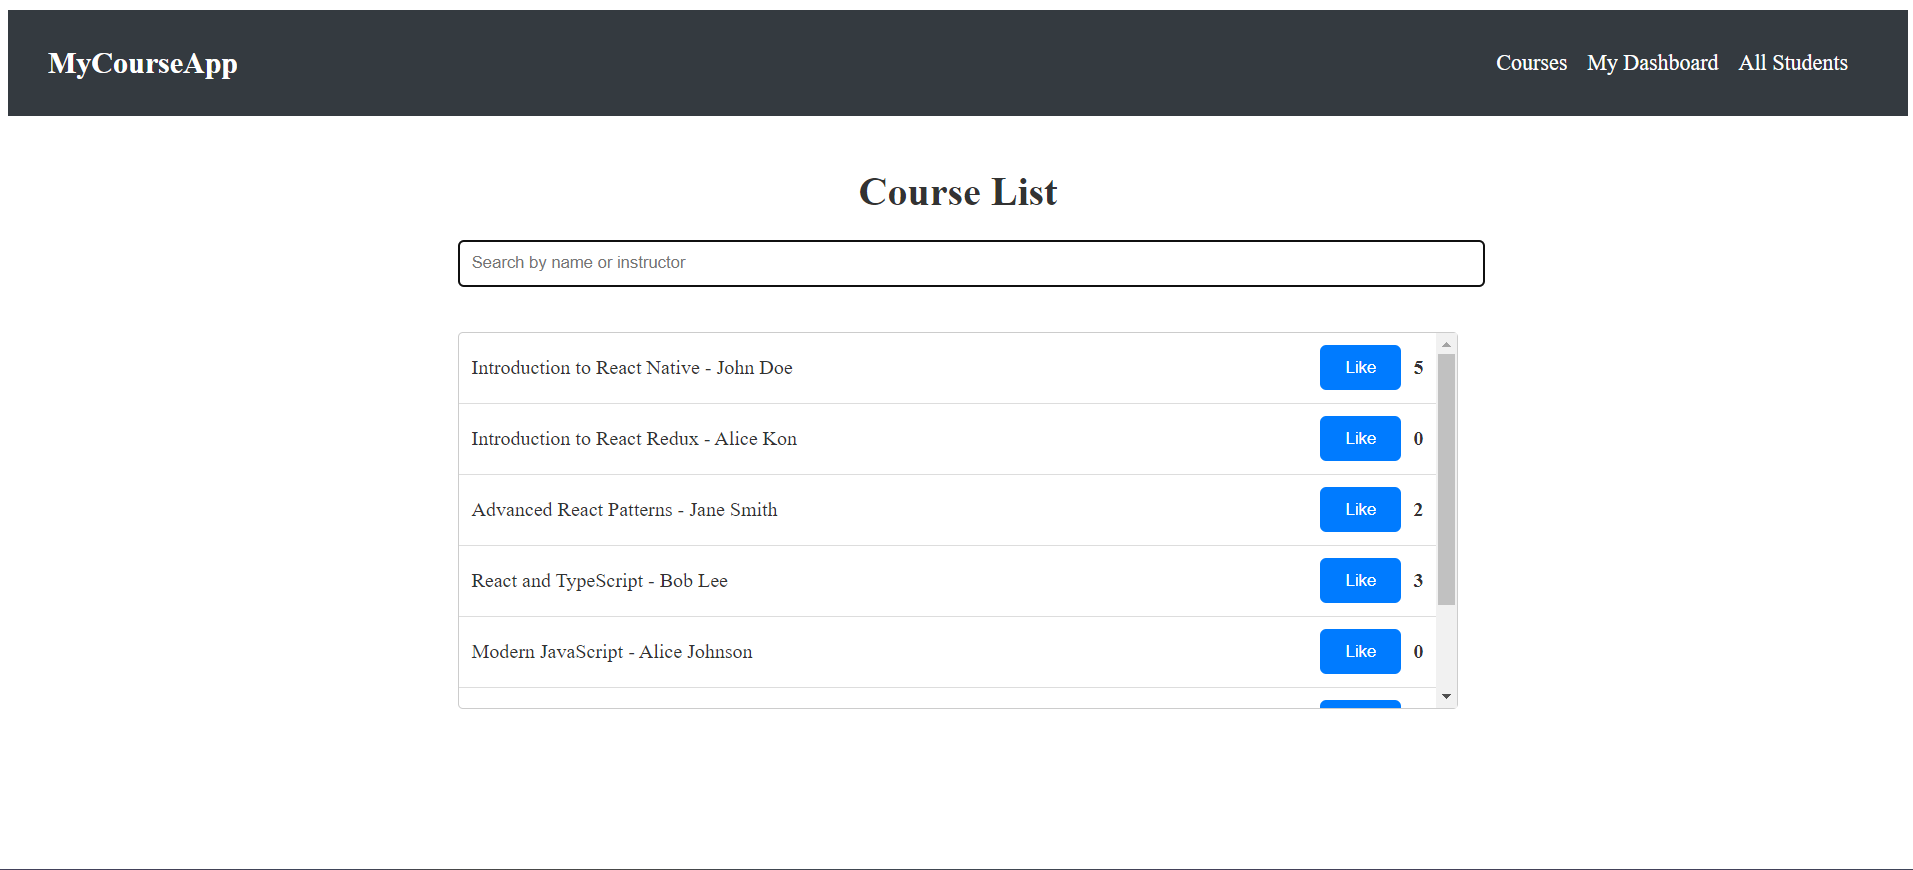 MyCourseApp
Courses My Dashboard All Students
Course List
Search by name or instructor
Introduction to React Native - John Doe Like 5
Introduction to React Redux - Alice Kon Like 0
Advanced React Patterns - Jane Smith Like 2
React and TypeScript - Bob Lee Like 3
Modern JavaScript - Alice Johnson Like 0